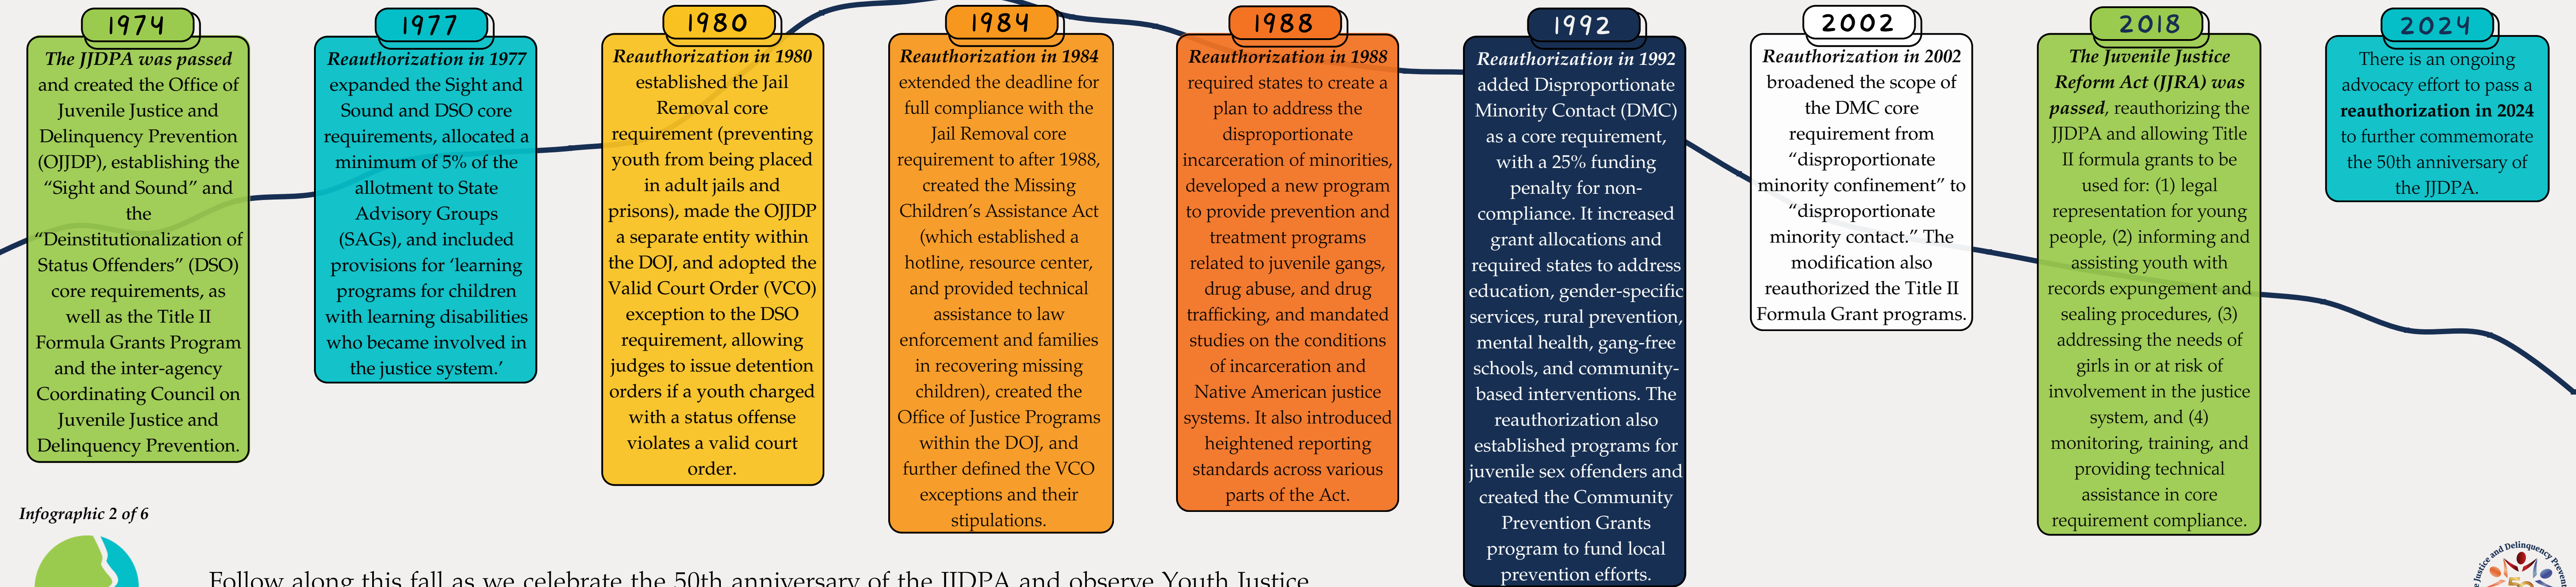 1974
The JJDPA was passed
and created the Office of
Juvenile Justice and
Delinquency Prevention
(OJJDP), establishing the
“Sight and Sound” and
the
“Deinstitutionalization of
Status Offenders” (DSO)
core requirements, as
well as the Title II
Formula Grants Program
and the inter-agency
Coordinating Council on
Juvenile Justice and
Delinquency Prevention.
1977
Reauthorization in 1977
expanded the Sight and
Sound and DSO core
requirements, allocated a
minimum of 5% of the
allotment to State
Advisory Groups
(SAGs), and included
provisions for ‘learning
programs for children
with learning disabilities
who became involved in
the justice system.’
1980
Reauthorization in 1980
established the Jail
Removal core
requirement (preventing
youth from being placed
in adult jails and
prisons), made the OJJDP
a separate entity within
the DOJ, and adopted the
Valid Court Order (VCO)
exception to the DSO
requirement, allowing
judges to issue detention
orders if a youth charged
with a status offense
violates a valid court
order.
1984
Reauthorization in 1984
extended the deadline for
full compliance with the
Jail Removal core
requirement to after 1988,
created the Missing
Children’s Assistance Act
(which established a
hotline, resource center,
and provided technical
assistance to law
enforcement and families
in recovering missing
children), created the
Office of Justice Programs
within the DOJ, and
further defined the VCO
exceptions and their
stipulations.
1988
Reauthorization in 1988
required states to create a
plan to address the
disproportionate
incarceration of minorities,
developed a new program
to provide prevention and
treatment programs
related to juvenile gangs,
drug abuse, and drug
trafficking, and mandated
studies on the conditions
of incarceration and
Native American justice
systems. It also introduced
heightened reporting
standards across various
parts of the Act.
1992
Reauthorization in 1992
added Disproportionate
Minority Contact (DMC)
as a core requirement,
with a 25% funding
penalty for non-
compliance. It increased
grant allocations and
required states to address
education, gender-specific
services, rural prevention,
mental health, gang-free
schools, and community-
based interventions. The
reauthorization also
established programs for
juvenile sex offenders and
created the Community
Prevention Grants
program to fund local
prevention efforts.
2002
Reauthorization in 2002
broadened the scope of
the DMC core
requirement from
“disproportionate
minority confinement” to
“disproportionate
minority contact.” The
modification also
reauthorized the Title II
Formula Grant programs.
2018
The Juvenile Justice
Reform Act (JJRA) was
passed, reauthorizing the
JJDPA and allowing Title
II formula grants to be
used for: (1) legal
representation for young
people, (2) informing and
assisting youth with
records expungement and
sealing procedures, (3)
addressing the needs of
girls in or at risk of
involvement in the justice
system, and (4)
monitoring, training, and
providing technical
assistance in core
requirement compliance.
2024
There is an ongoing
advocacy effort to pass a
reauthorization in 2024
to further commemorate
the 50th anniversary of
the JJDPA.
Infographic 2 of 6
Follow along this fall as we celebrate the 50th anniversary of the JJDPA and observe Youth Justice
Justice and Delinquency